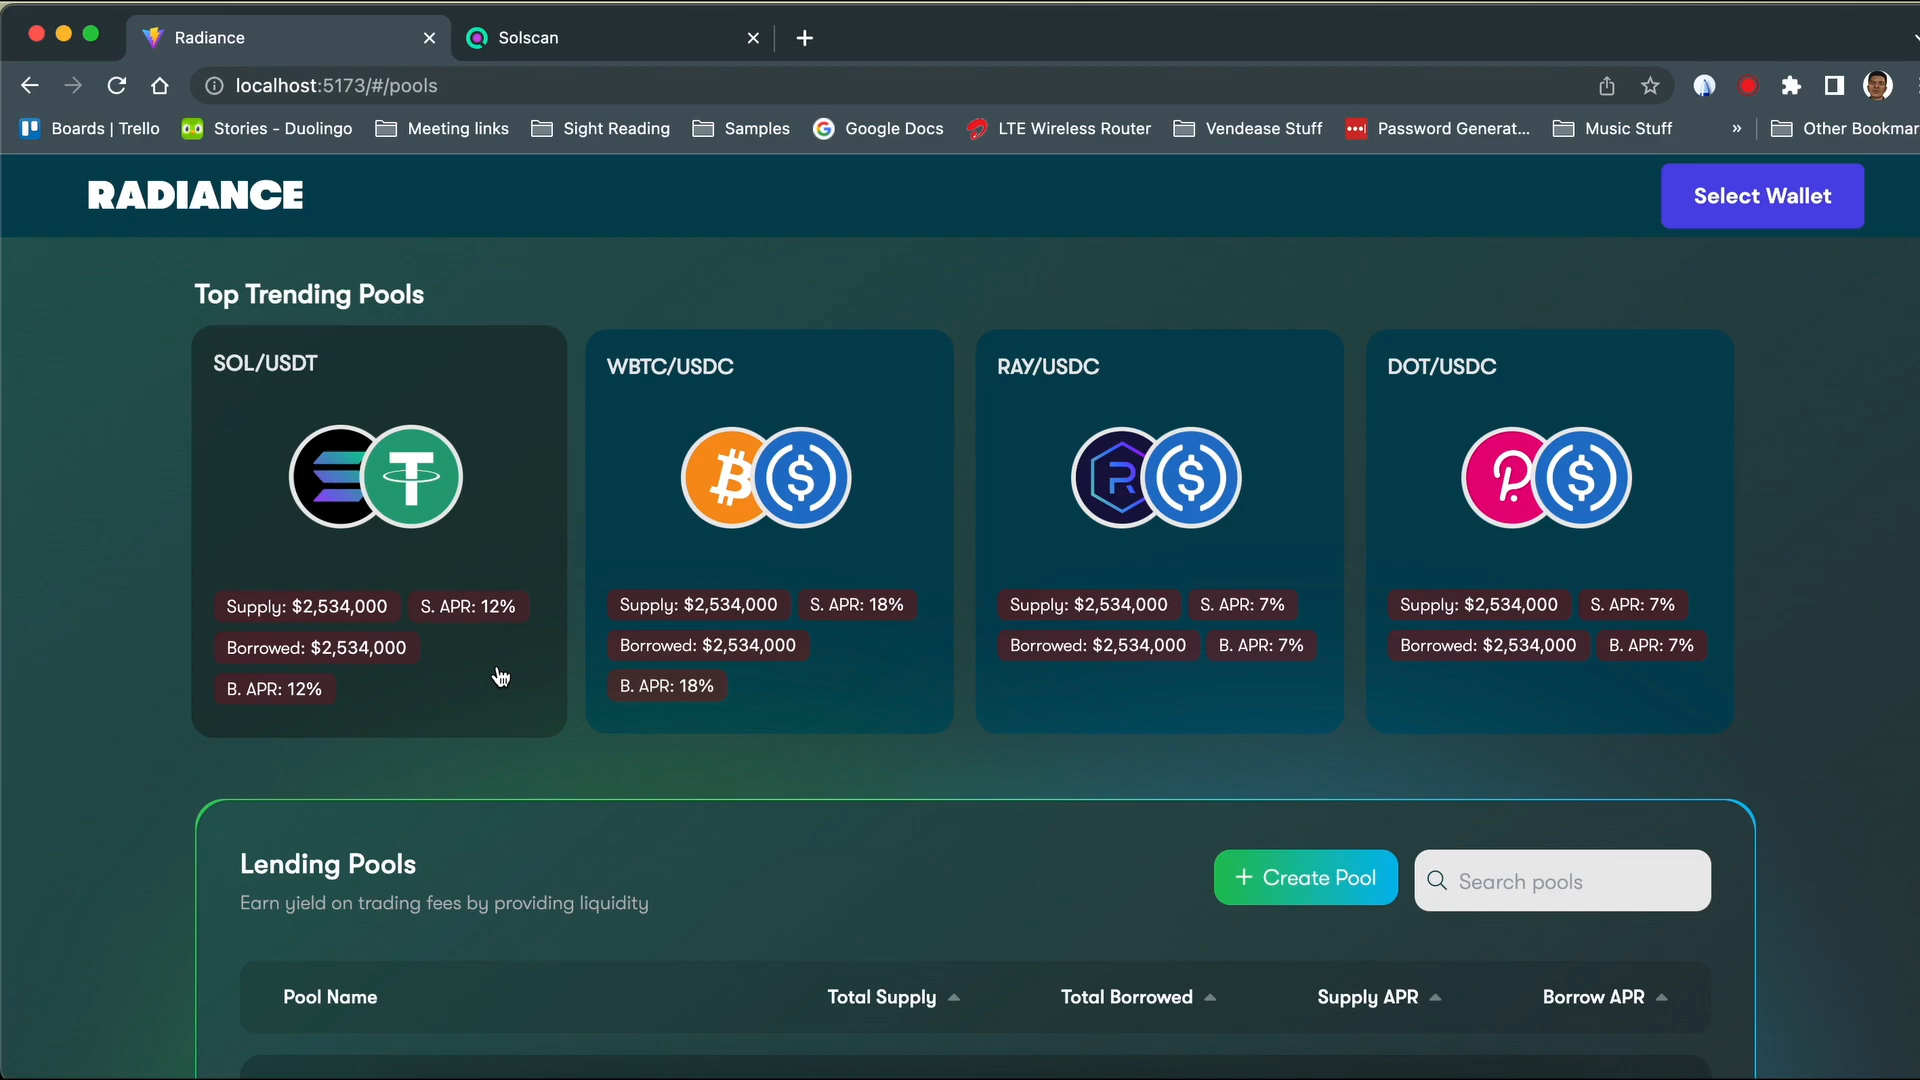 Radiance
Solscan
localhost:5173/#/pools
Boards | Trello
Stories - Duolingo
Meeting links
Sight Reading
Samples
Google Docs
LTE Wireless Router
Vendease Stuff
Password Generat...
Music Stuff
»
Other Bookmar
RADIANCE
Select Wallet
Top Trending Pools
SOL/USDT
Supply: $2,534,000
S. APR: 12%
Borrowed: $2,534,000
B. APR: 12%
WBTC/USDC
Supply: $2,534,000
S. APR: 18%
Borrowed: $2,534,000
B. APR: 18%
RAY/USDC
Supply: $2,534,000
S. APR: 7%
Borrowed: $2,534,000
B. APR: 7%
DOT/USDC
Supply: $2,534,000
S. APR: 7%
Borrowed: $2,534,000
B. APR: 7%
Lending Pools
Earn yield on trading fees by providing liquidity
+ Create Pool
Search pools
Pool Name
Total Supply
Total Borrowed
Supply APR
Borrow APR